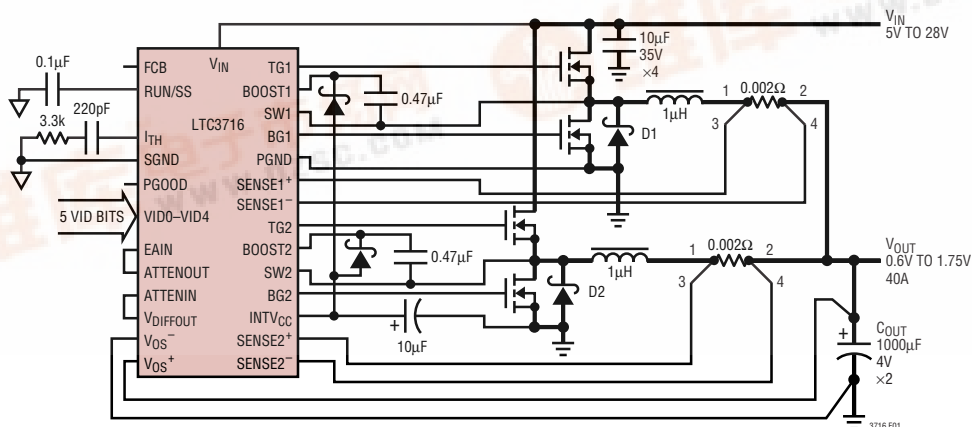 V_IN
5V TO 28V
10µF
35V
×4
0.1µF
FCB
V_IN
TG1
RUN/SS
BOOST1
0.47µF
220pF
3.3k
LTC3716
SW1
I_TH
BG1
D1
1µH
1
0.002Ω
2
3
4
SGND
PGND
PGOOD
SENSE1⁺
SENSE1⁻
5 VID BITS
VID0–VID4
TG2
EAIN
BOOST2
0.47µF
ATTENOUT
SW2
1µH
1
0.002Ω
2
3
4
V_OUT
0.6V TO 1.75V
40A
ATTENIN
BG2
D2
V_DIFFOUT
INTV_CC
+
10µF
V_OS⁻
SENSE2⁺
V_OS⁺
SENSE2⁻
+
C_OUT
1000µF
4V
×2
3716 F01